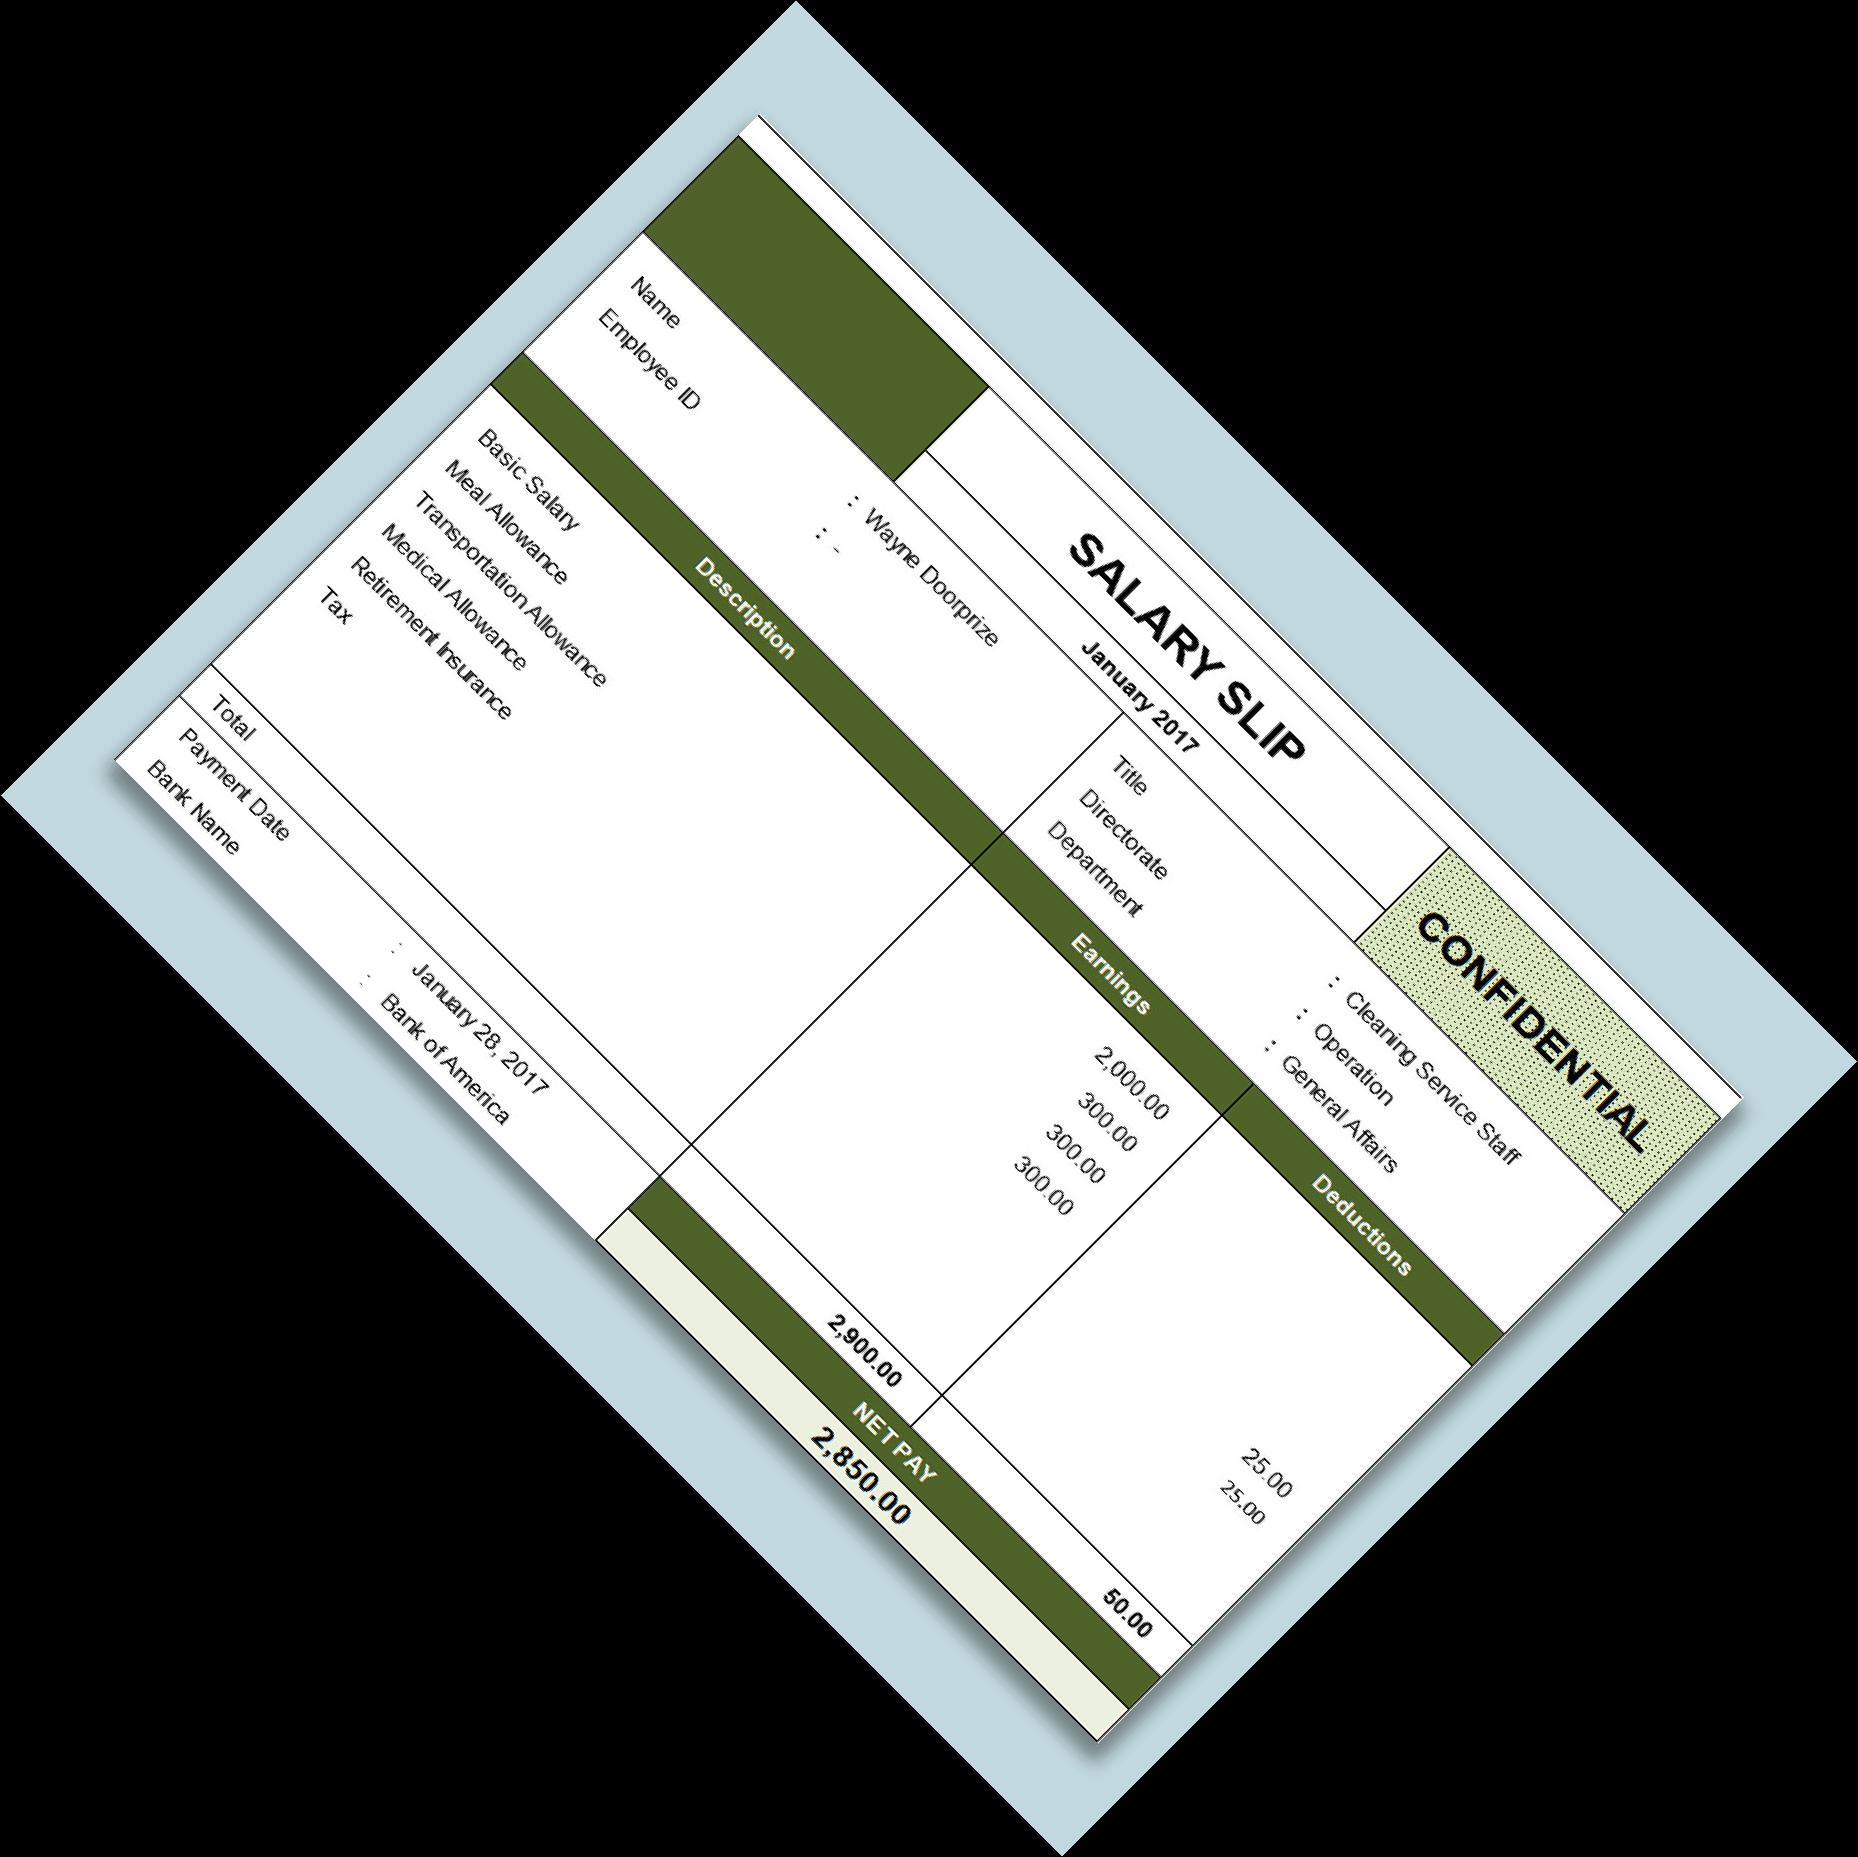 SALARY SLIP
CONFIDENTIAL
January 2017
Name : Wayne Doorprize Title : Cleaning Service Staff
Employee ID : - Directorate : Operation
Department : General Affairs
Description Earnings Deductions
Basic Salary 2,000.00
Meal Allowance 300.00
Transportation Allowance 300.00
Medical Allowance 300.00
Retirement Insurance 25.00
Tax 25.00
Total 2,900.00 50.00
Payment Date : January 28, 2017 NET PAY
Bank Name : Bank of America 2,850.00